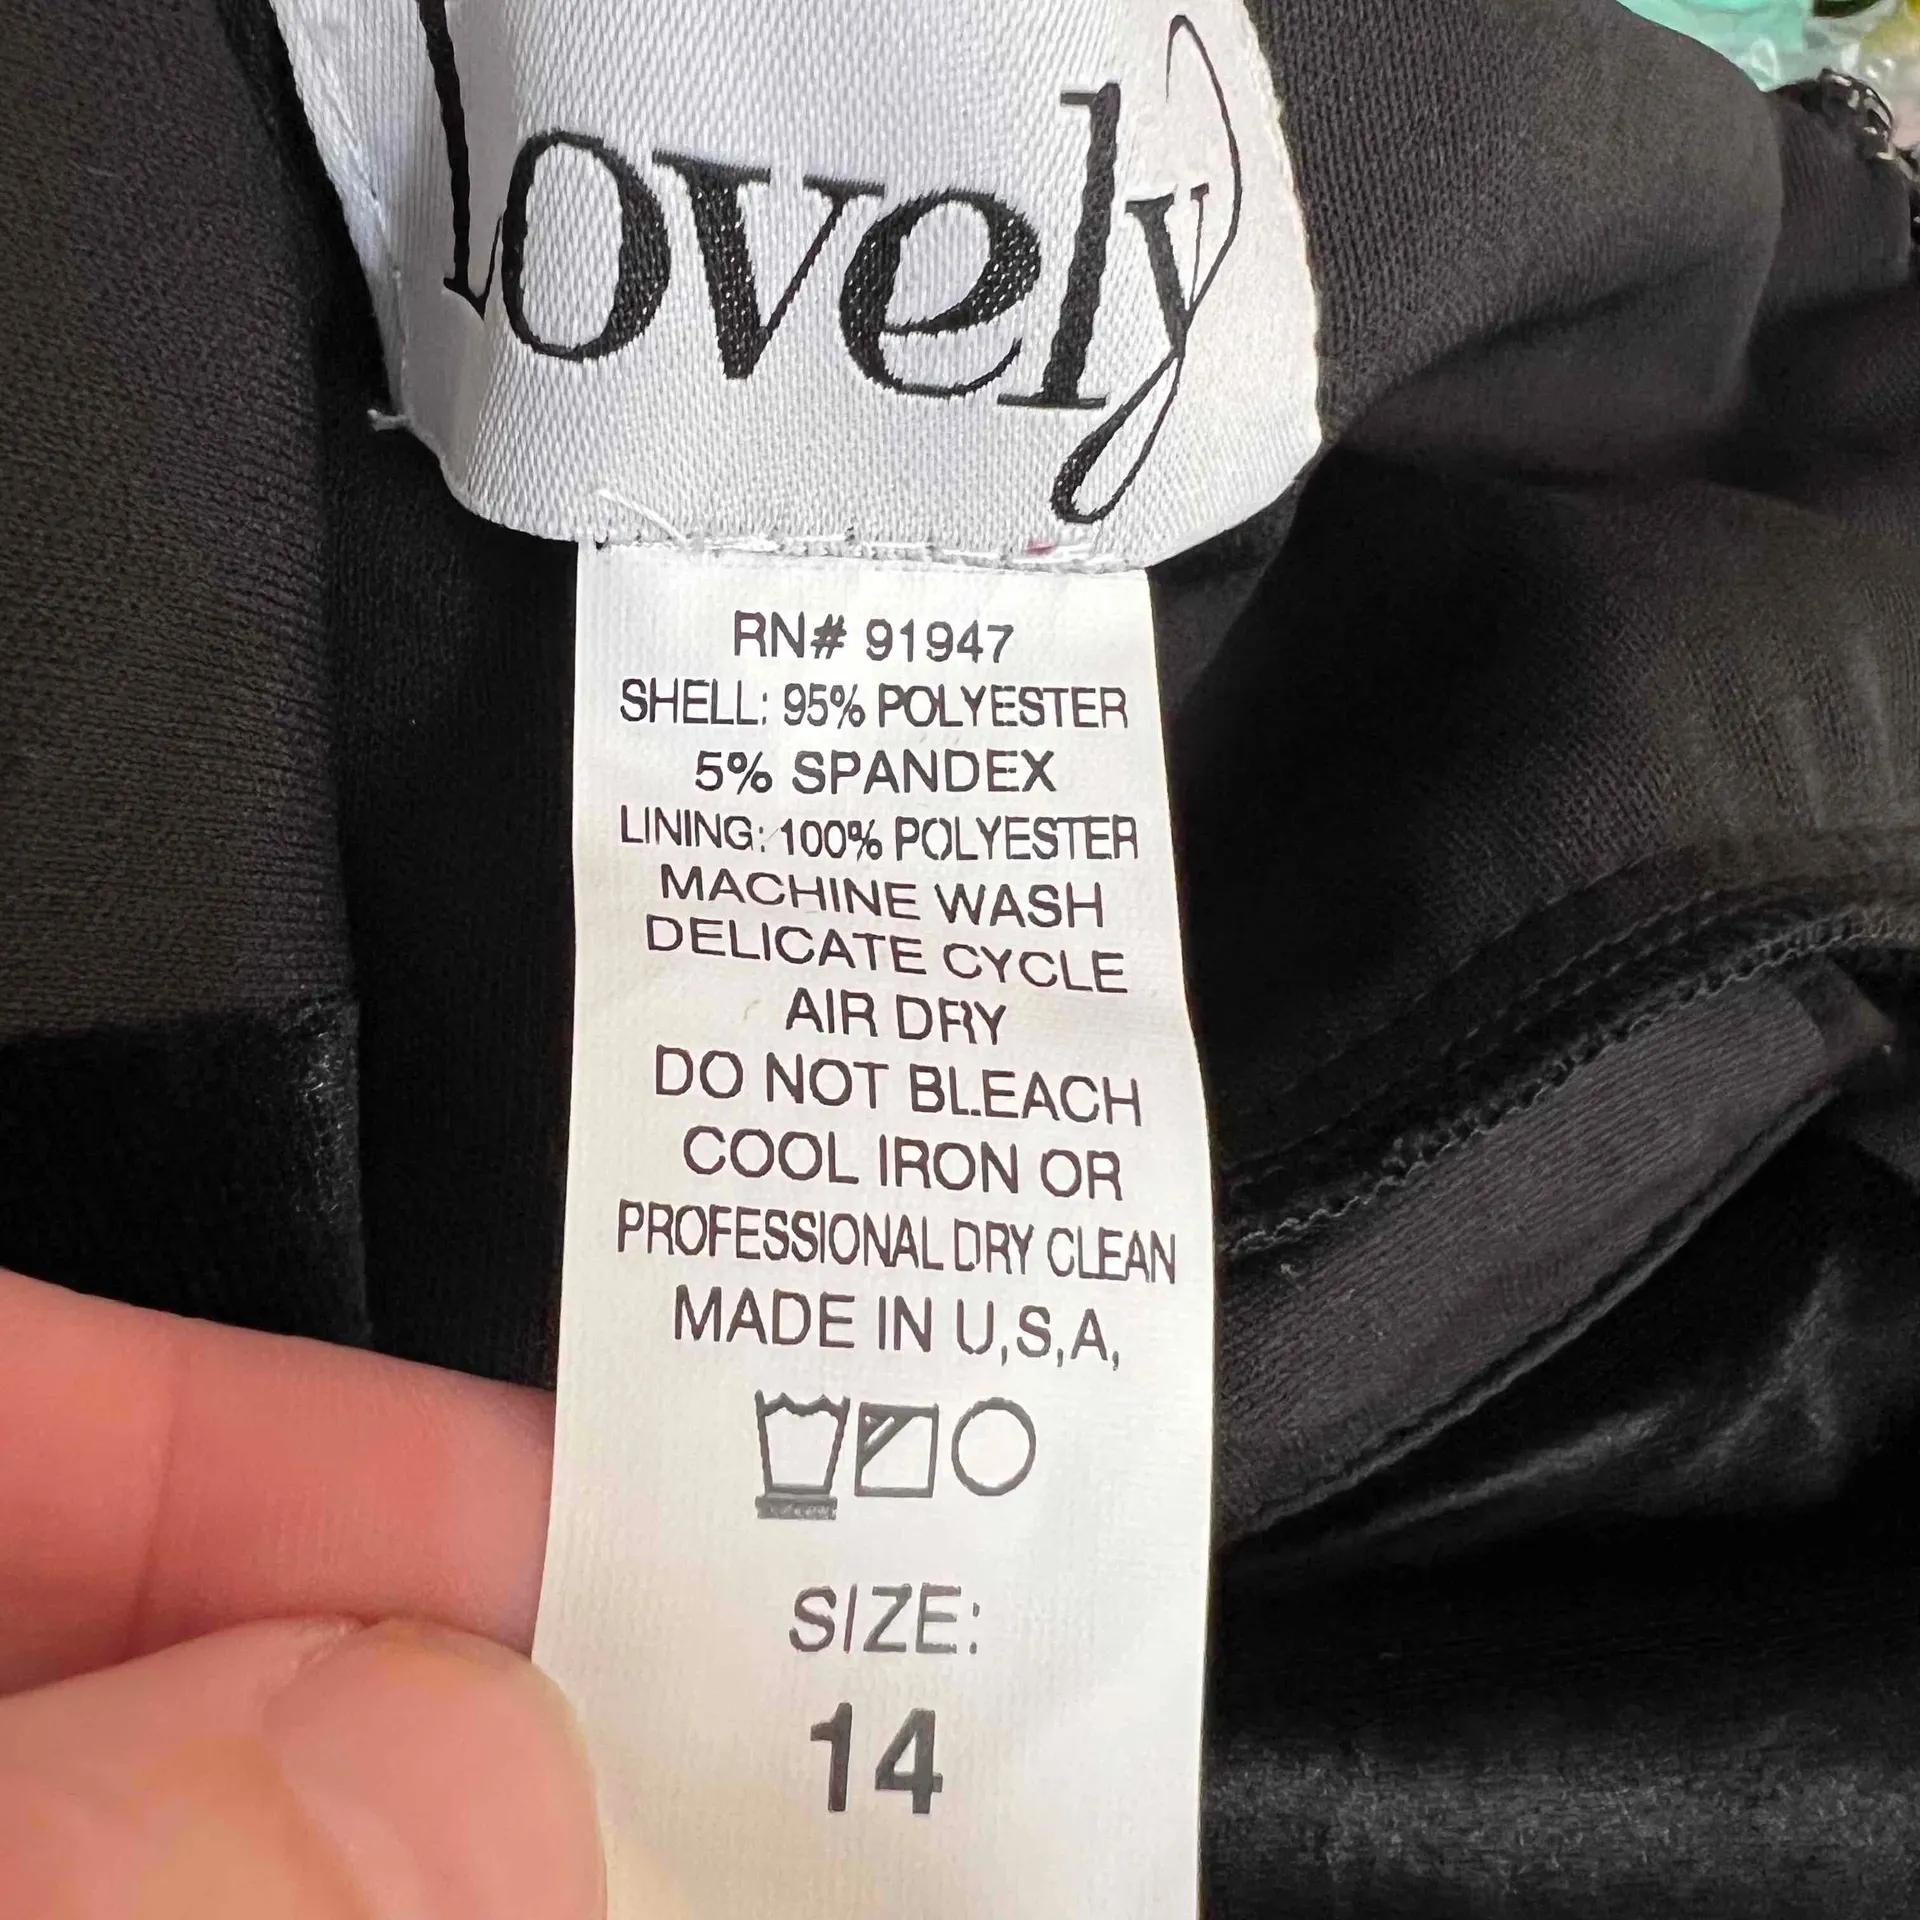 lovely
RN# 91947
SHELL: 95% POLYESTER
5% SPANDEX
LINING: 100% POLYESTER
MACHINE WASH
DELICATE CYCLE
AIR DRY
DO NOT BLEACH
COOL IRON OR
PROFESSIONAL DRY CLEAN
MADE IN U,S,A,
SIZE:
14